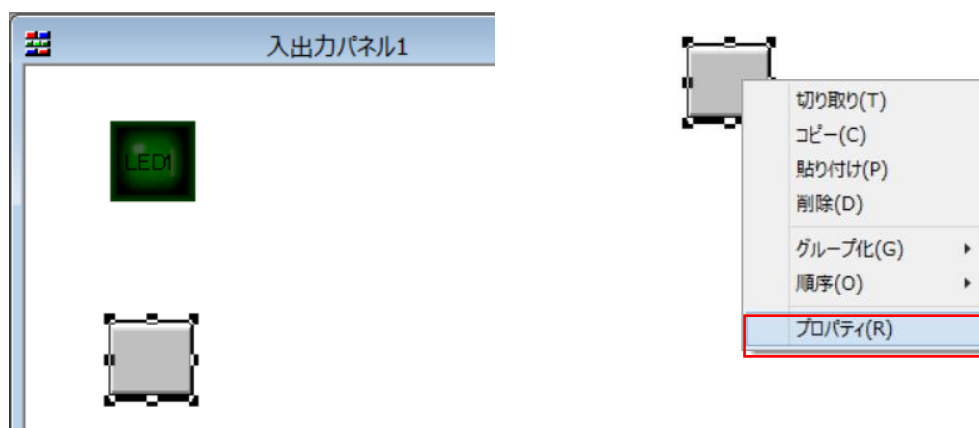 入出力パネル1
LED1
切り取り(T)
コピー(C)
貼り付け(P)
削除(D)
グループ化(G)
順序(O)
プロパティ(R)